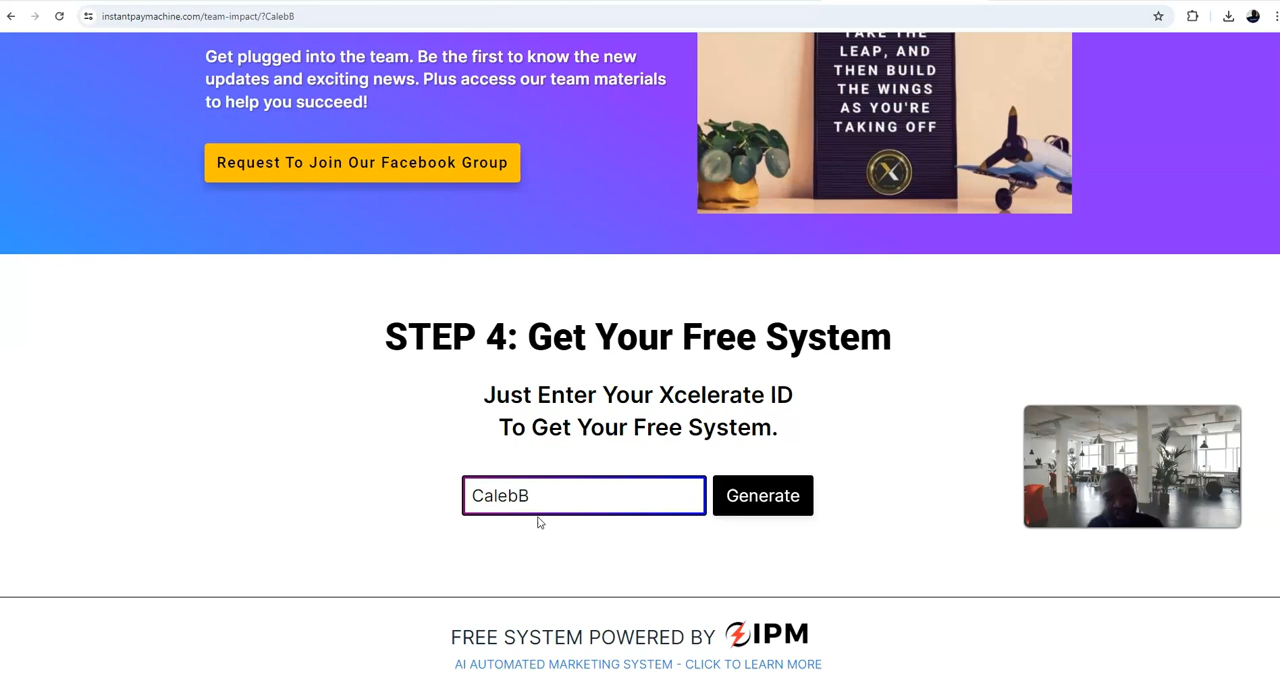 instantpaymachine.com/team-impact/?CalebB
Get plugged into the team. Be the first to know the new
updates and exciting news. Plus access our team materials
to help you succeed!
Request To Join Our Facebook Group
TAKE THE
LEAP, AND
THEN BUILD
THE WINGS
AS YOU'RE
TAKING OFF
X
STEP 4: Get Your Free System
Just Enter Your Xcelerate ID
To Get Your Free System.
CalebB
Generate
FREE SYSTEM POWERED BY IPM
AI AUTOMATED MARKETING SYSTEM - CLICK TO LEARN MORE